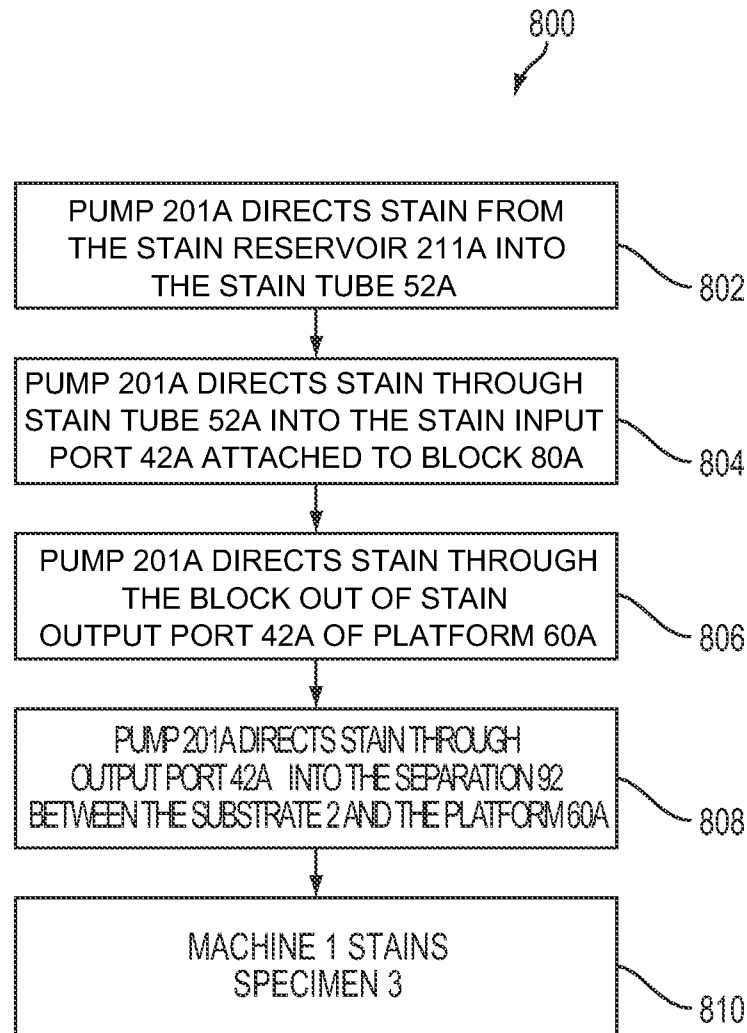 800
PUMP 201A DIRECTS STAIN FROM
THE STAIN RESERVOIR 211A INTO
THE STAIN TUBE 52A
802
PUMP 201A DIRECTS STAIN THROUGH
STAIN TUBE 52A INTO THE STAIN INPUT
PORT 42A ATTACHED TO BLOCK 80A
804
PUMP 201A DIRECTS STAIN THROUGH
THE BLOCK OUT OF STAIN
OUTPUT PORT 42A OF PLATFORM 60A
806
PUMP 201A DIRECTS STAIN THROUGH
OUTPUT PORT 42A INTO THE SEPARATION 92
BETWEEN THE SUBSTRATE 2 AND THE PLATFORM 60A
808
MACHINE 1 STAINS
SPECIMEN 3
810